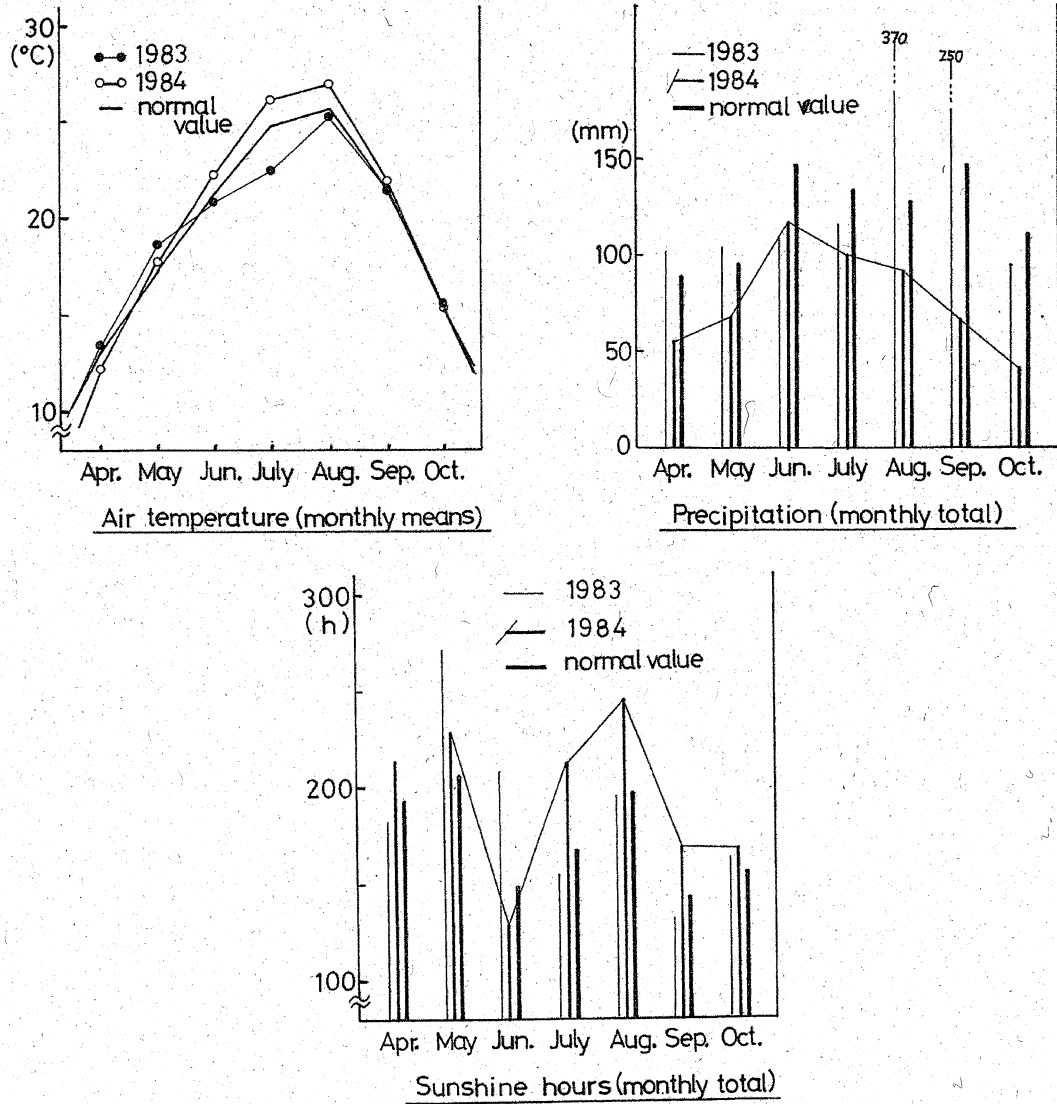 30
(°C)
1983
1984
normal
value
20
10
Apr. May Jun. July Aug. Sep. Oct.
Air temperature (monthly means)
370
250
1983
1984
normal value
(mm)
150
100
50
0
Apr. May Jun. July Aug. Sep. Oct.
Precipitation (monthly total)
300
(h)
1983
1984
normal value
200
100
Apr. May Jun. July Aug. Sep. Oct.
Sunshine hours (monthly total)